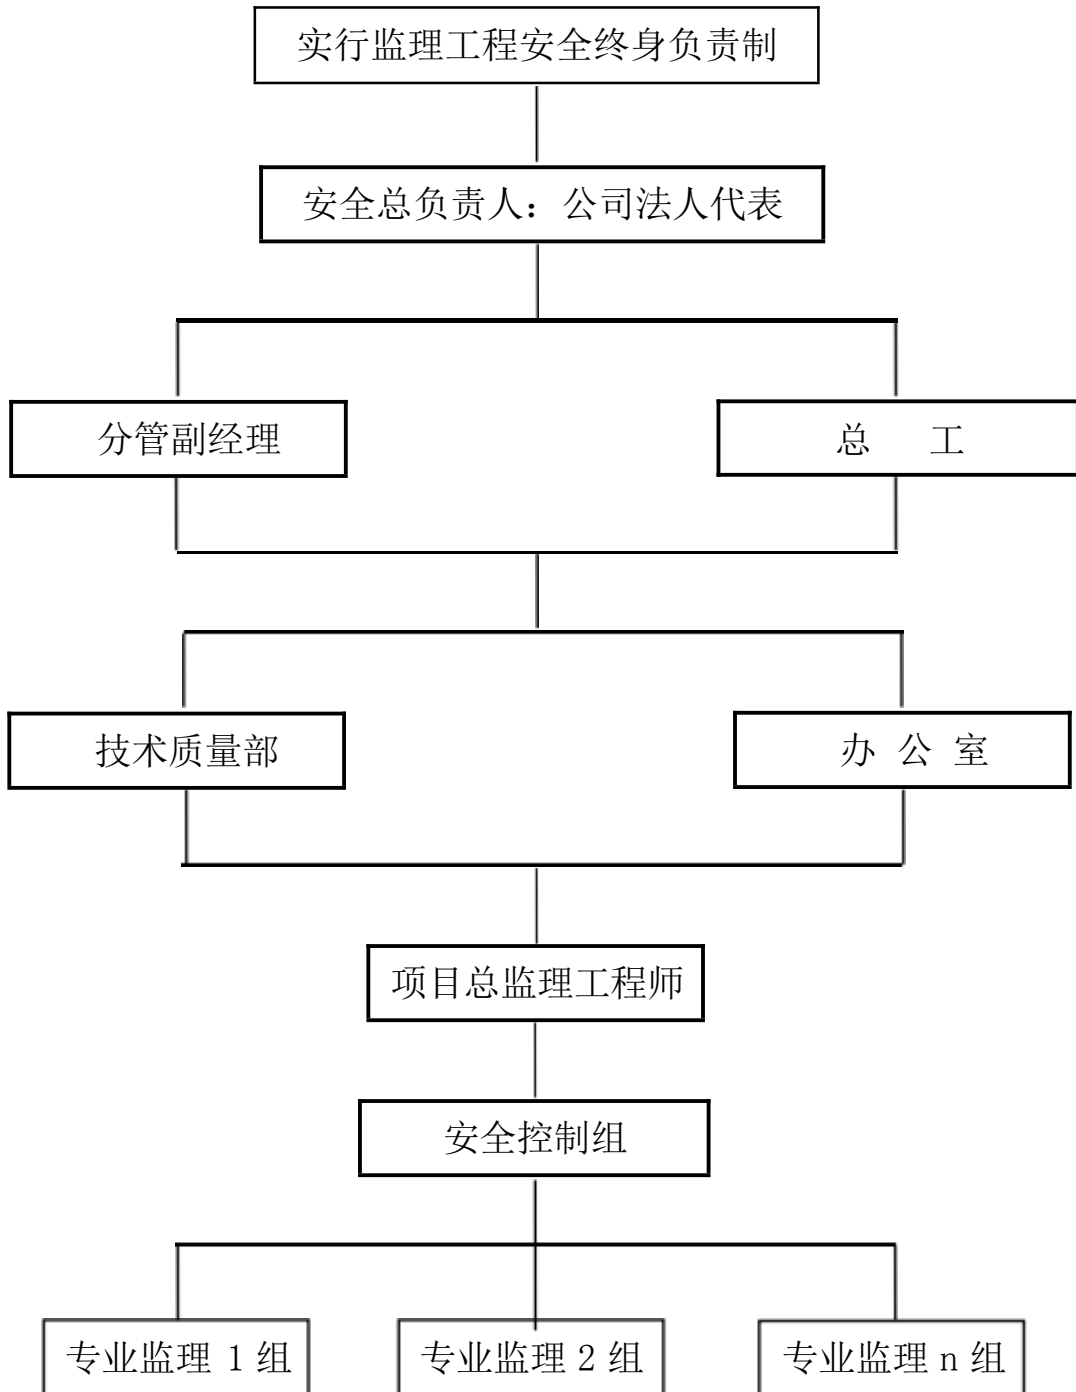 实行监理工程安全终身负责制
安全总负责人：公司法人代表
分管副经理
总 工
技术质量部
办 公 室
项目总监理工程师
安全控制组
专业监理 1 组
专业监理 2 组
专业监理 n 组